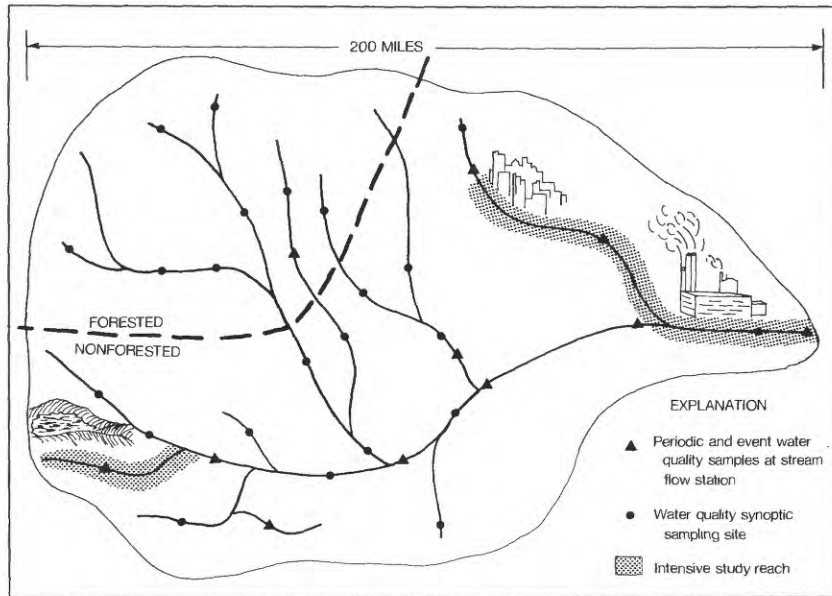 200 MILES
FORESTED
NONFORESTED
EXPLANATION
Periodic and event water
quality samples at stream
flow station
Water quality synoptic
sampling site
Intensive study reach